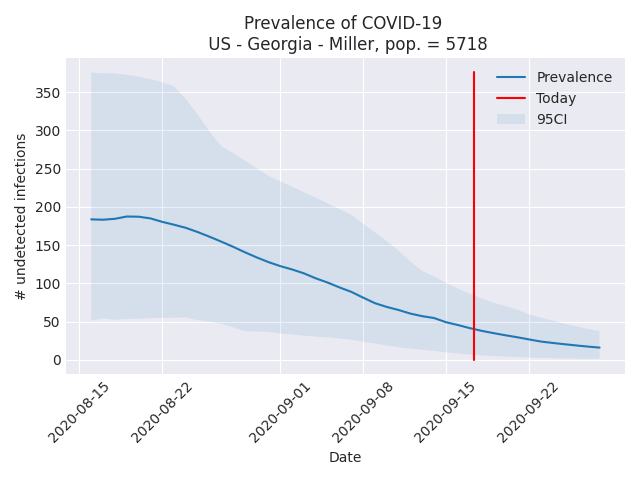 Prevalence of COVID-19
US - Georgia - Miller, pop. = 5718
Prevalence
Today
95CI
# undetected infections
350
300
250
200
150
100
50
0
2020-08-15
2020-08-22
2020-09-01
2020-09-08
2020-09-15
2020-09-22
Date